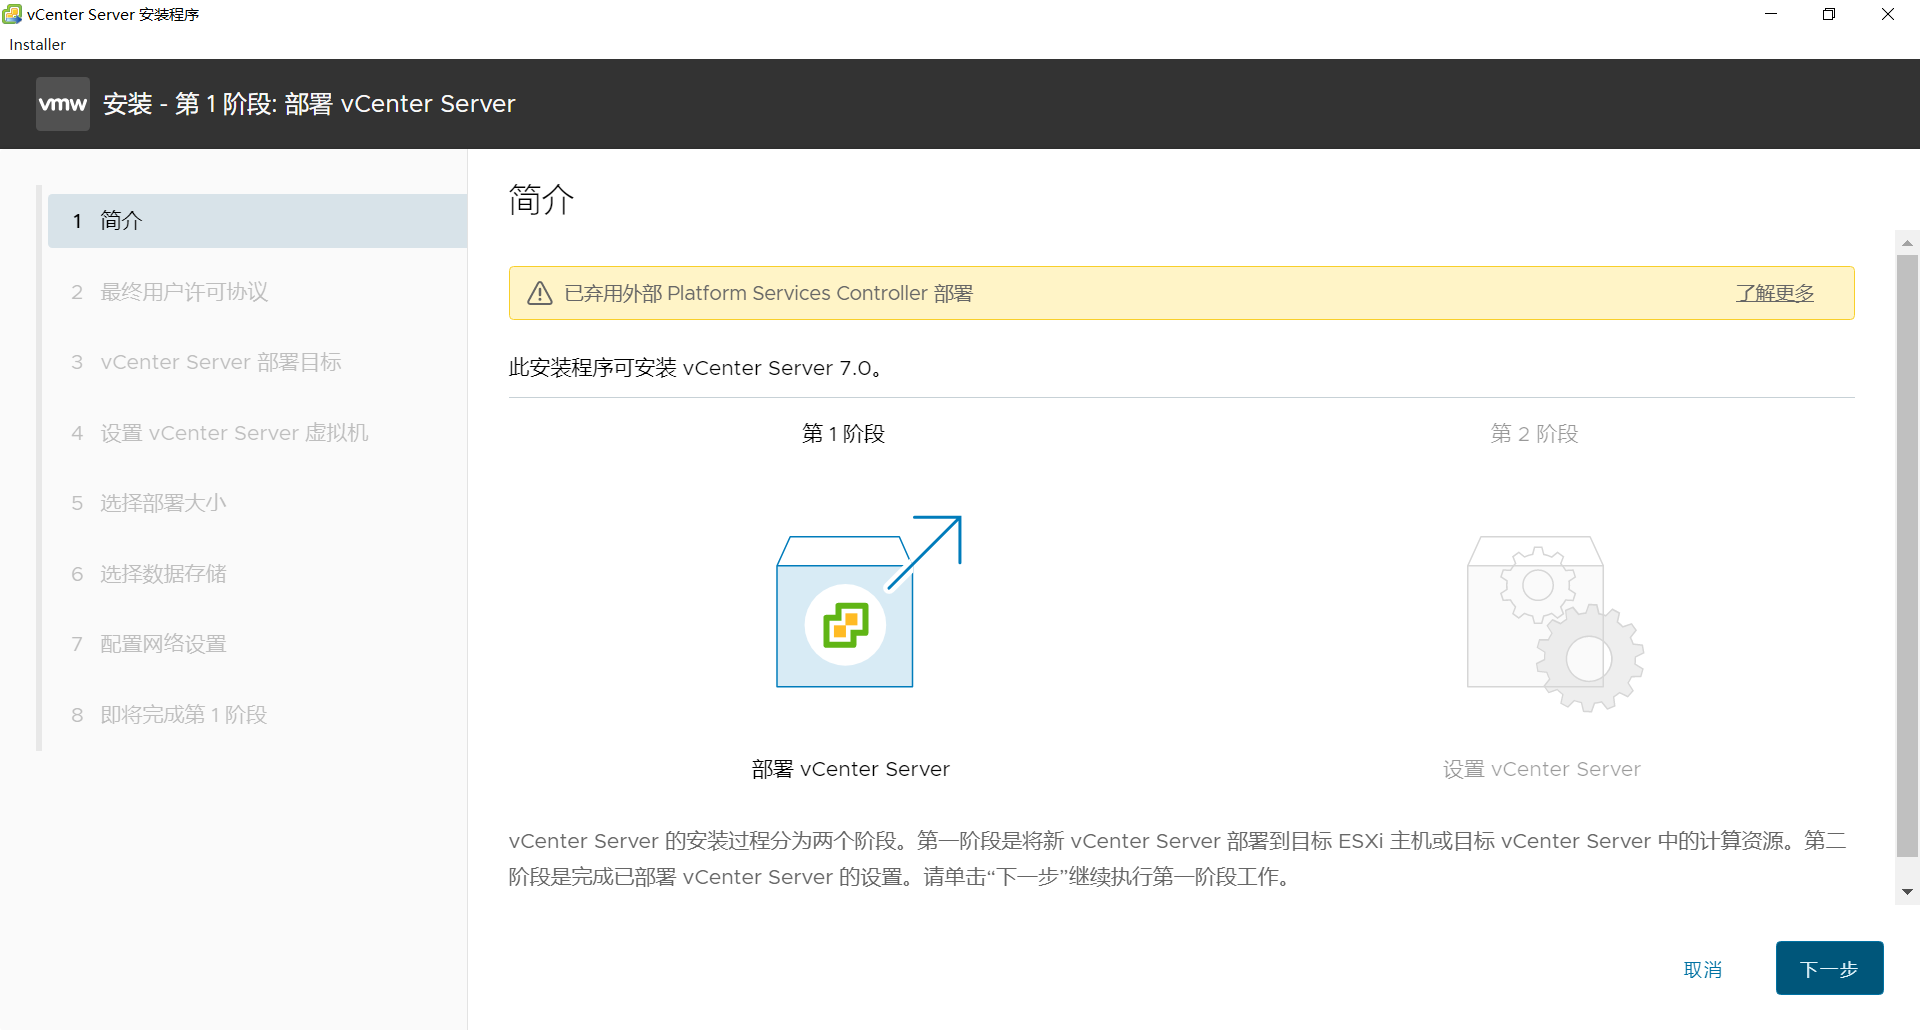 vCenter Server 安装程序
Installer
vmw 安装 - 第 1 阶段: 部署 vCenter Server
1 简介
2 最终用户许可协议
3 vCenter Server 部署目标
4 设置 vCenter Server 虚拟机
5 选择部署大小
6 选择数据存储
7 配置网络设置
8 即将完成第 1 阶段
简介
已弃用外部 Platform Services Controller 部署 了解更多
此安装程序可安装 vCenter Server 7.0。
第 1 阶段
第 2 阶段
部署 vCenter Server
设置 vCenter Server
vCenter Server 的安装过程分为两个阶段。第一阶段是将新 vCenter Server 部署到目标 ESXi 主机或目标 vCenter Server 中的计算资源。第二
阶段是完成已部署 vCenter Server 的设置。请单击“下一步”继续执行第一阶段工作。
取消
下一步